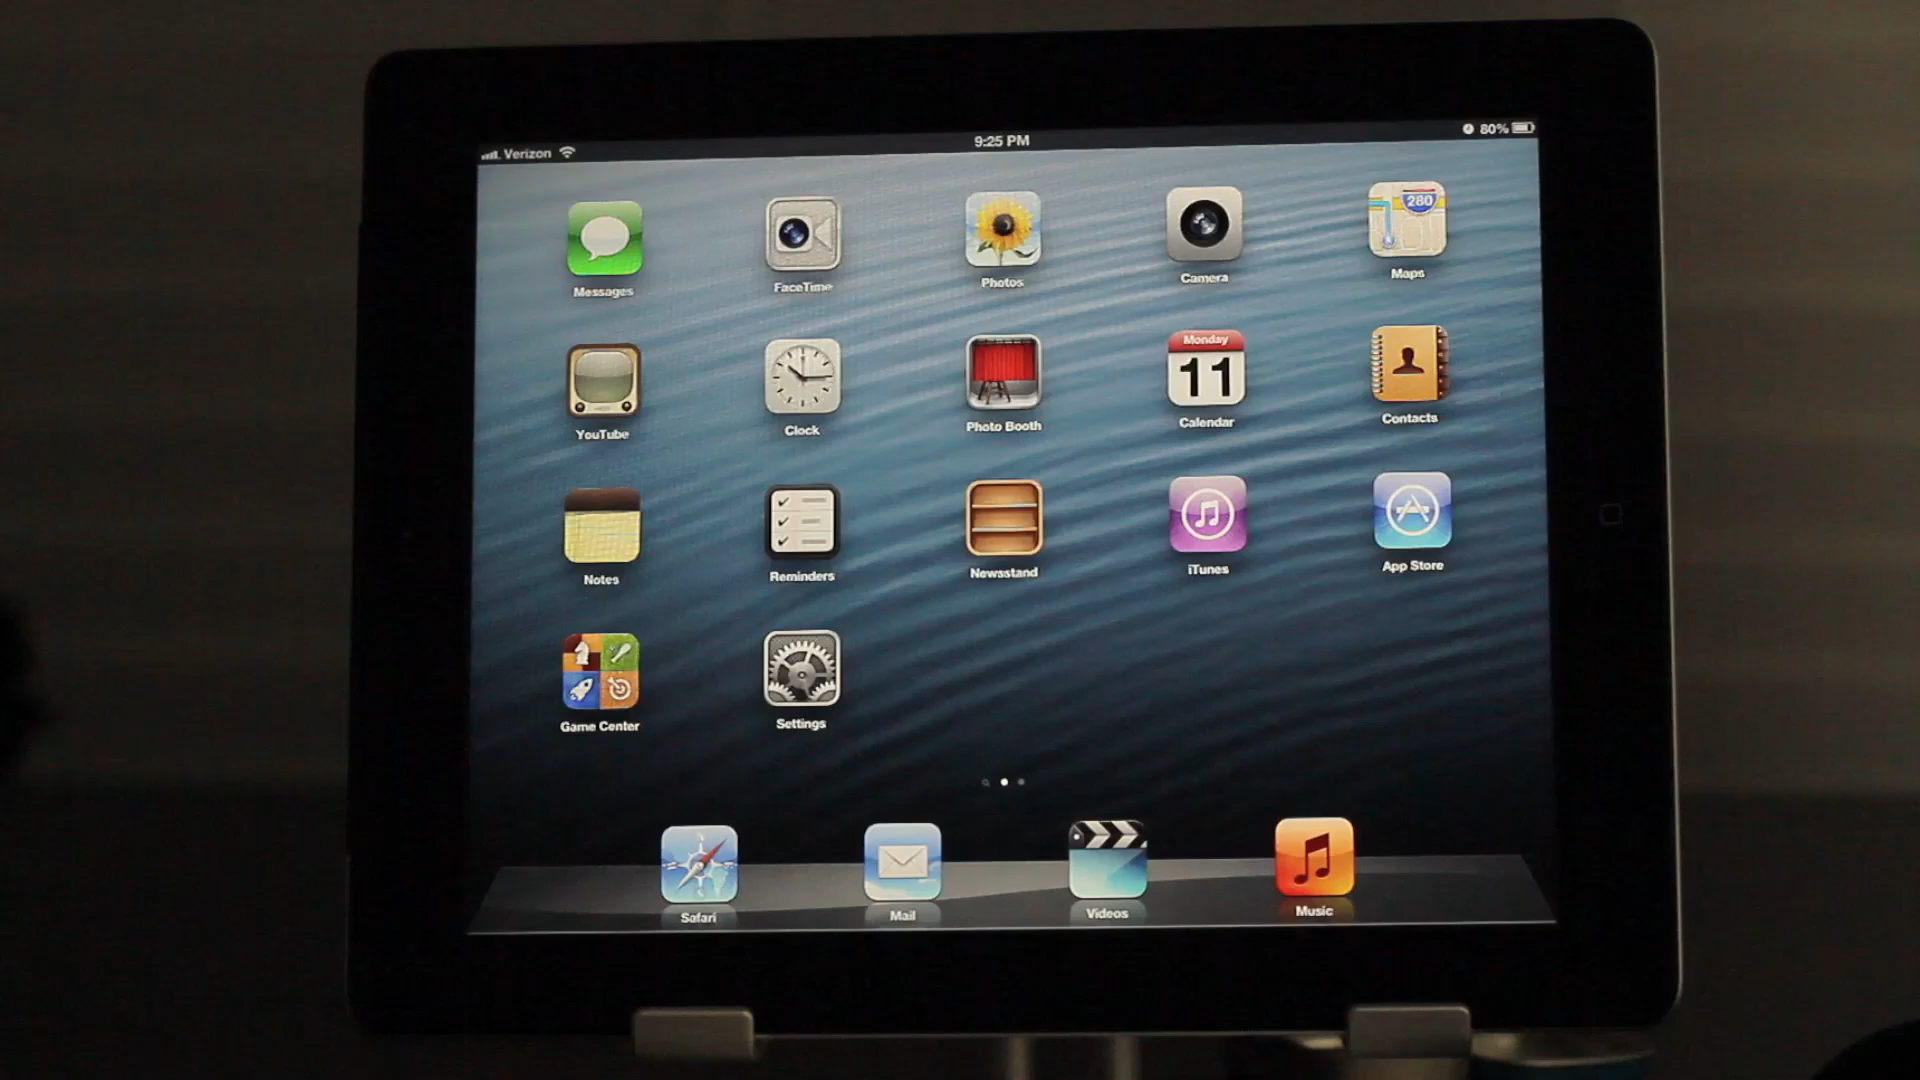 Verizon 9:25 PM 80%
Messages FaceTime Photos Camera Maps
280
YouTube Clock Photo Booth Calendar Contacts
Monday
11
Notes Reminders Newsstand iTunes App Store
Game Center Settings
Safari Mail Videos Music